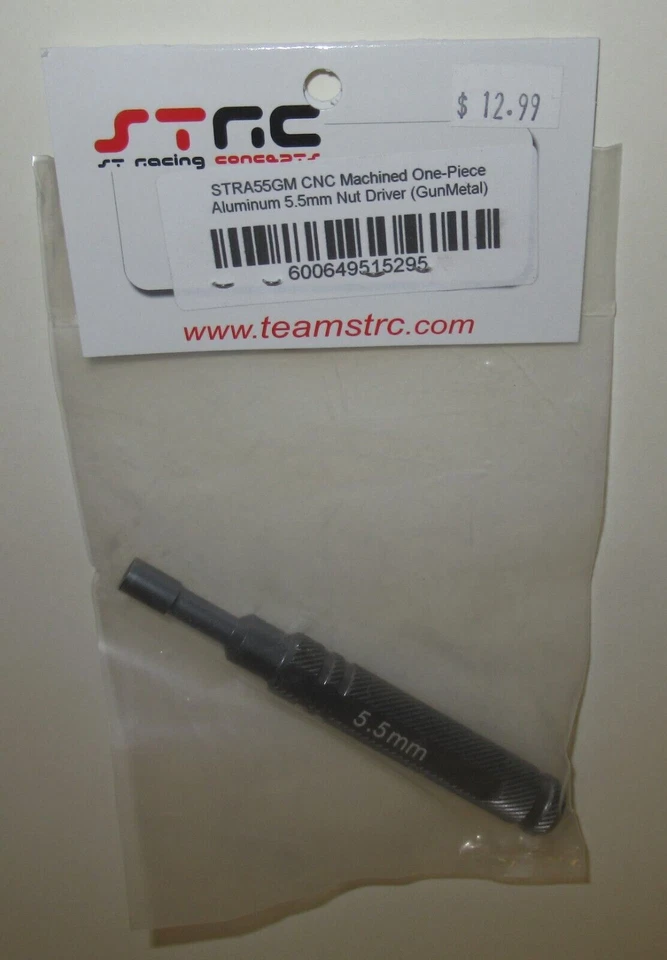 $ 12.99
STRC
ST Racing CONCEPTS
STRA55GM CNC Machined One-Piece
Aluminum 5.5mm Nut Driver (GunMetal)
600649515295
www.teamstrc.com
5.5mm